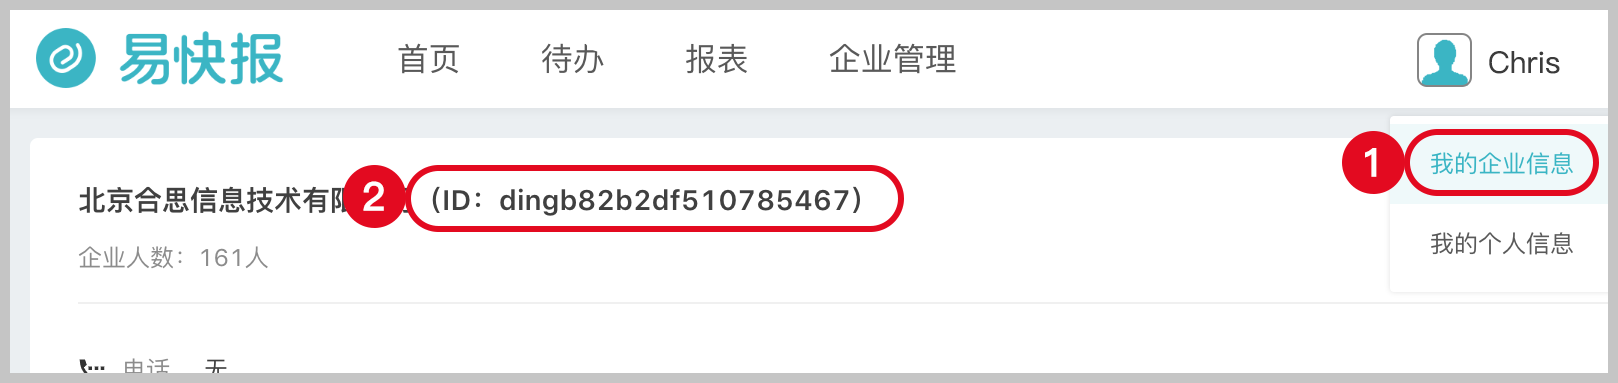 易快报 首页 待办 报表 企业管理 Chris
1 我的企业信息
北京合思信息技术有限 2 （ID：dingb82b2df510785467）
我的个人信息
企业人数：161人
电话 无